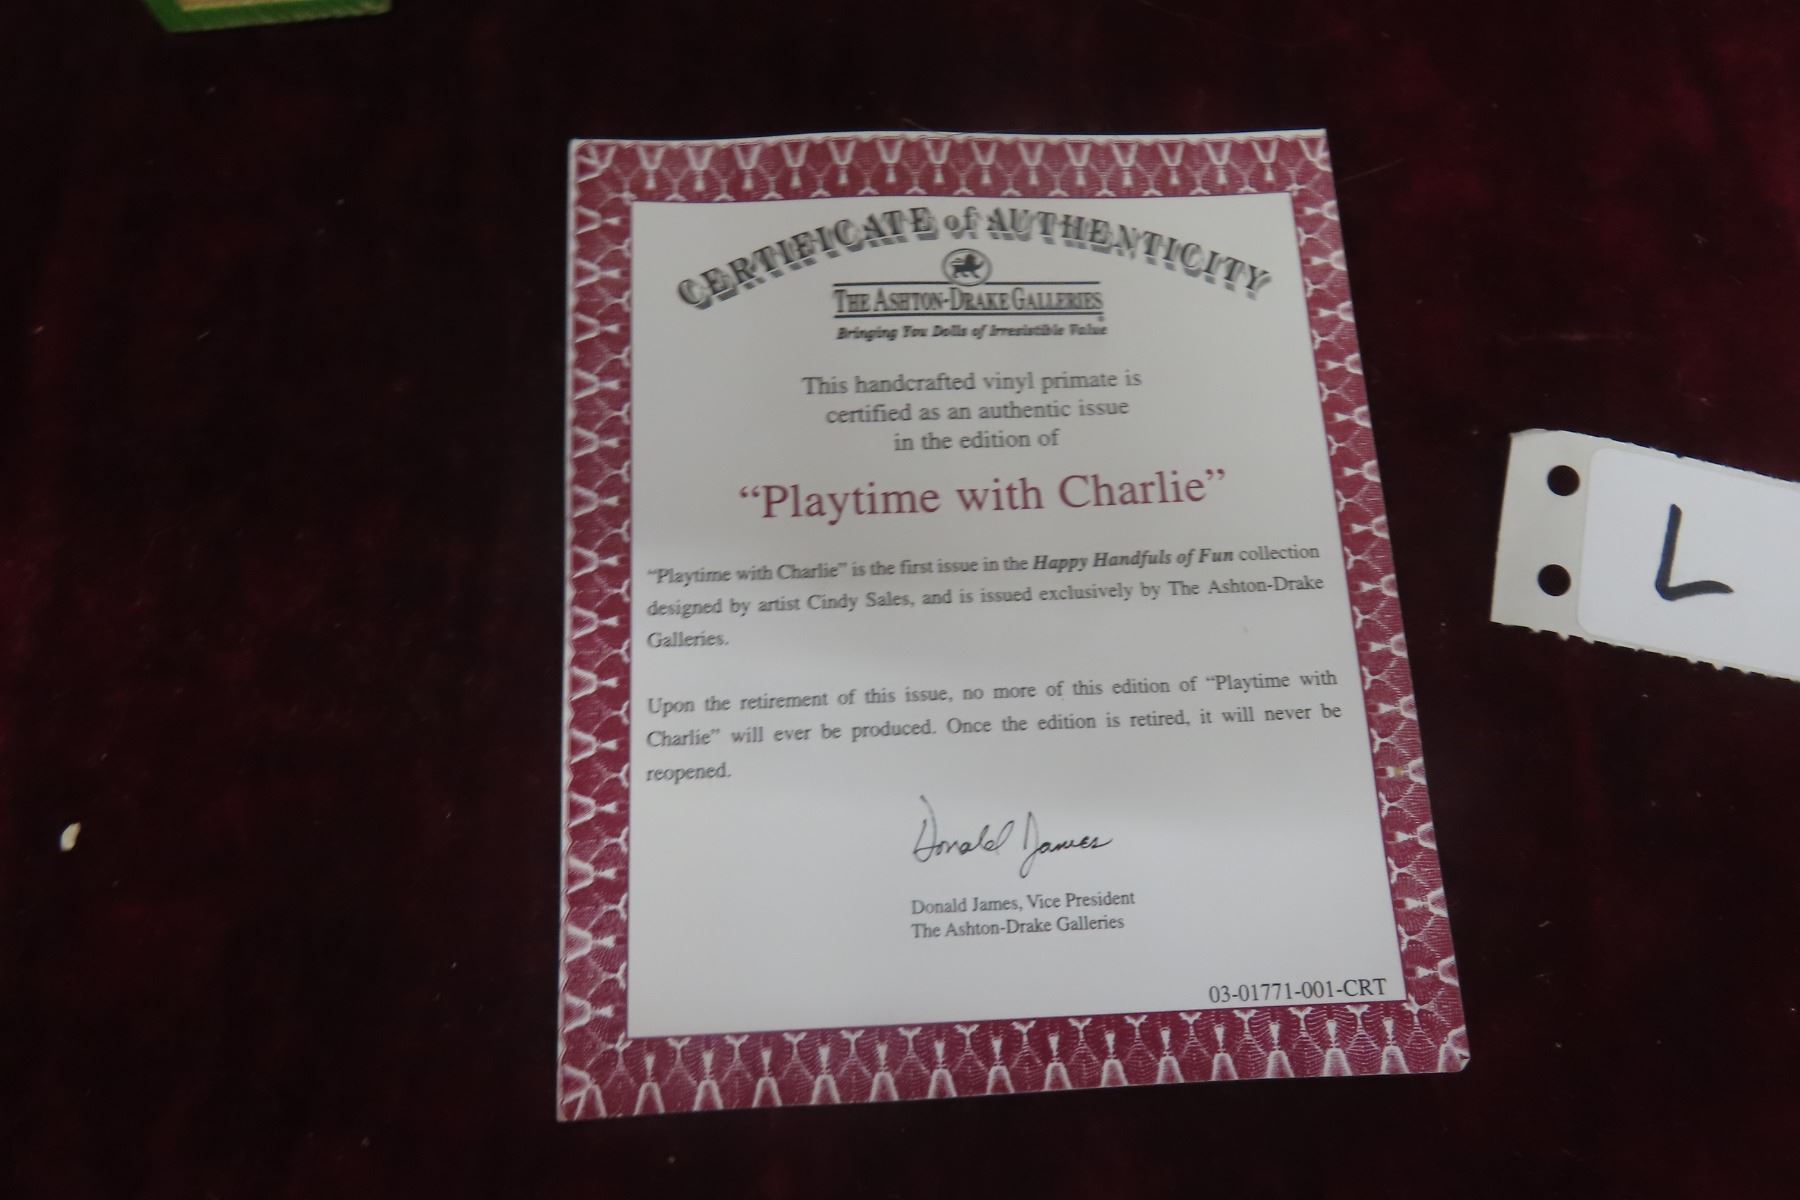 CERTIFICATE of AUTHENTICITY
THE ASHTON-DRAKE GALLERIES
Bringing You Dolls of Irresistible Value
This handcrafted vinyl primate is
certified as an authentic issue
in the edition of
“Playtime with Charlie”
“Playtime with Charlie” is the first issue in the Happy Handfuls of Fun collection
designed by artist Cindy Sales, and is issued exclusively by The Ashton-Drake
Galleries.
Upon the retirement of this issue, no more of this edition of “Playtime with
Charlie” will ever be produced. Once the edition is retired, it will never be
reopened.
Donald James
Donald James, Vice President
The Ashton-Drake Galleries
03-01771-001-CRT
L